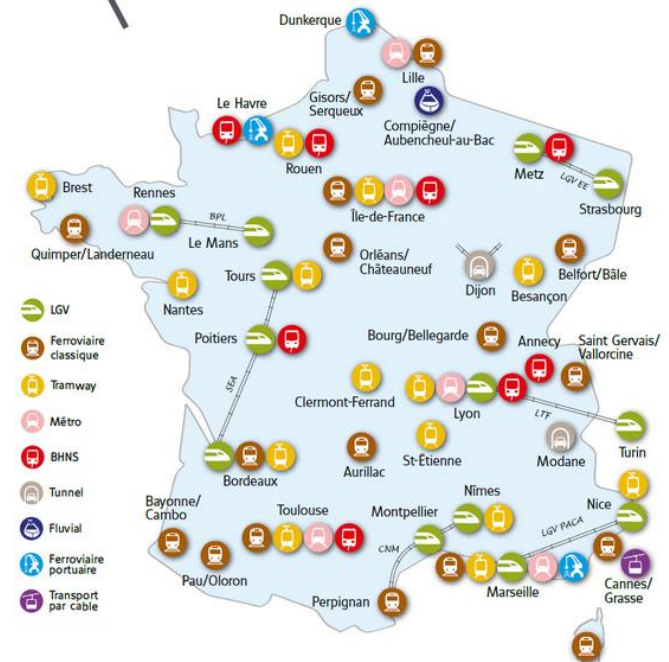 Dunkerque
Lille
Gisors/
Serqueux
Le Havre
Compiègne/
Aubencheul-au-Bac
Rouen
Metz
LGV EE
Strasbourg
Brest
Rennes
Île-de-France
BPL
Le Mans
Quimper/Landerneau
Orléans/
Châteauneuf
Tours
Dijon
Belfort/Bâle
Besançon
Nantes
LGV
Poitiers
Bourg/Bellegarde
Annecy
Saint Gervais/
Vallorcine
Ferroviaire
classique
Tramway
SEA
Clermont-Ferrand
Lyon
LTF
Métro
Turin
BHNS
Bordeaux
Aurillac
St-Étienne
Modane
Tunnel
Bayonne/
Cambo
Toulouse
Montpellier
Nîmes
Nice
Fluvial
LGV PACA
CNM
Ferroviaire
portuaire
Pau/Oloron
Marseille
Cannes/
Grasse
Transport
par cable
Perpignan